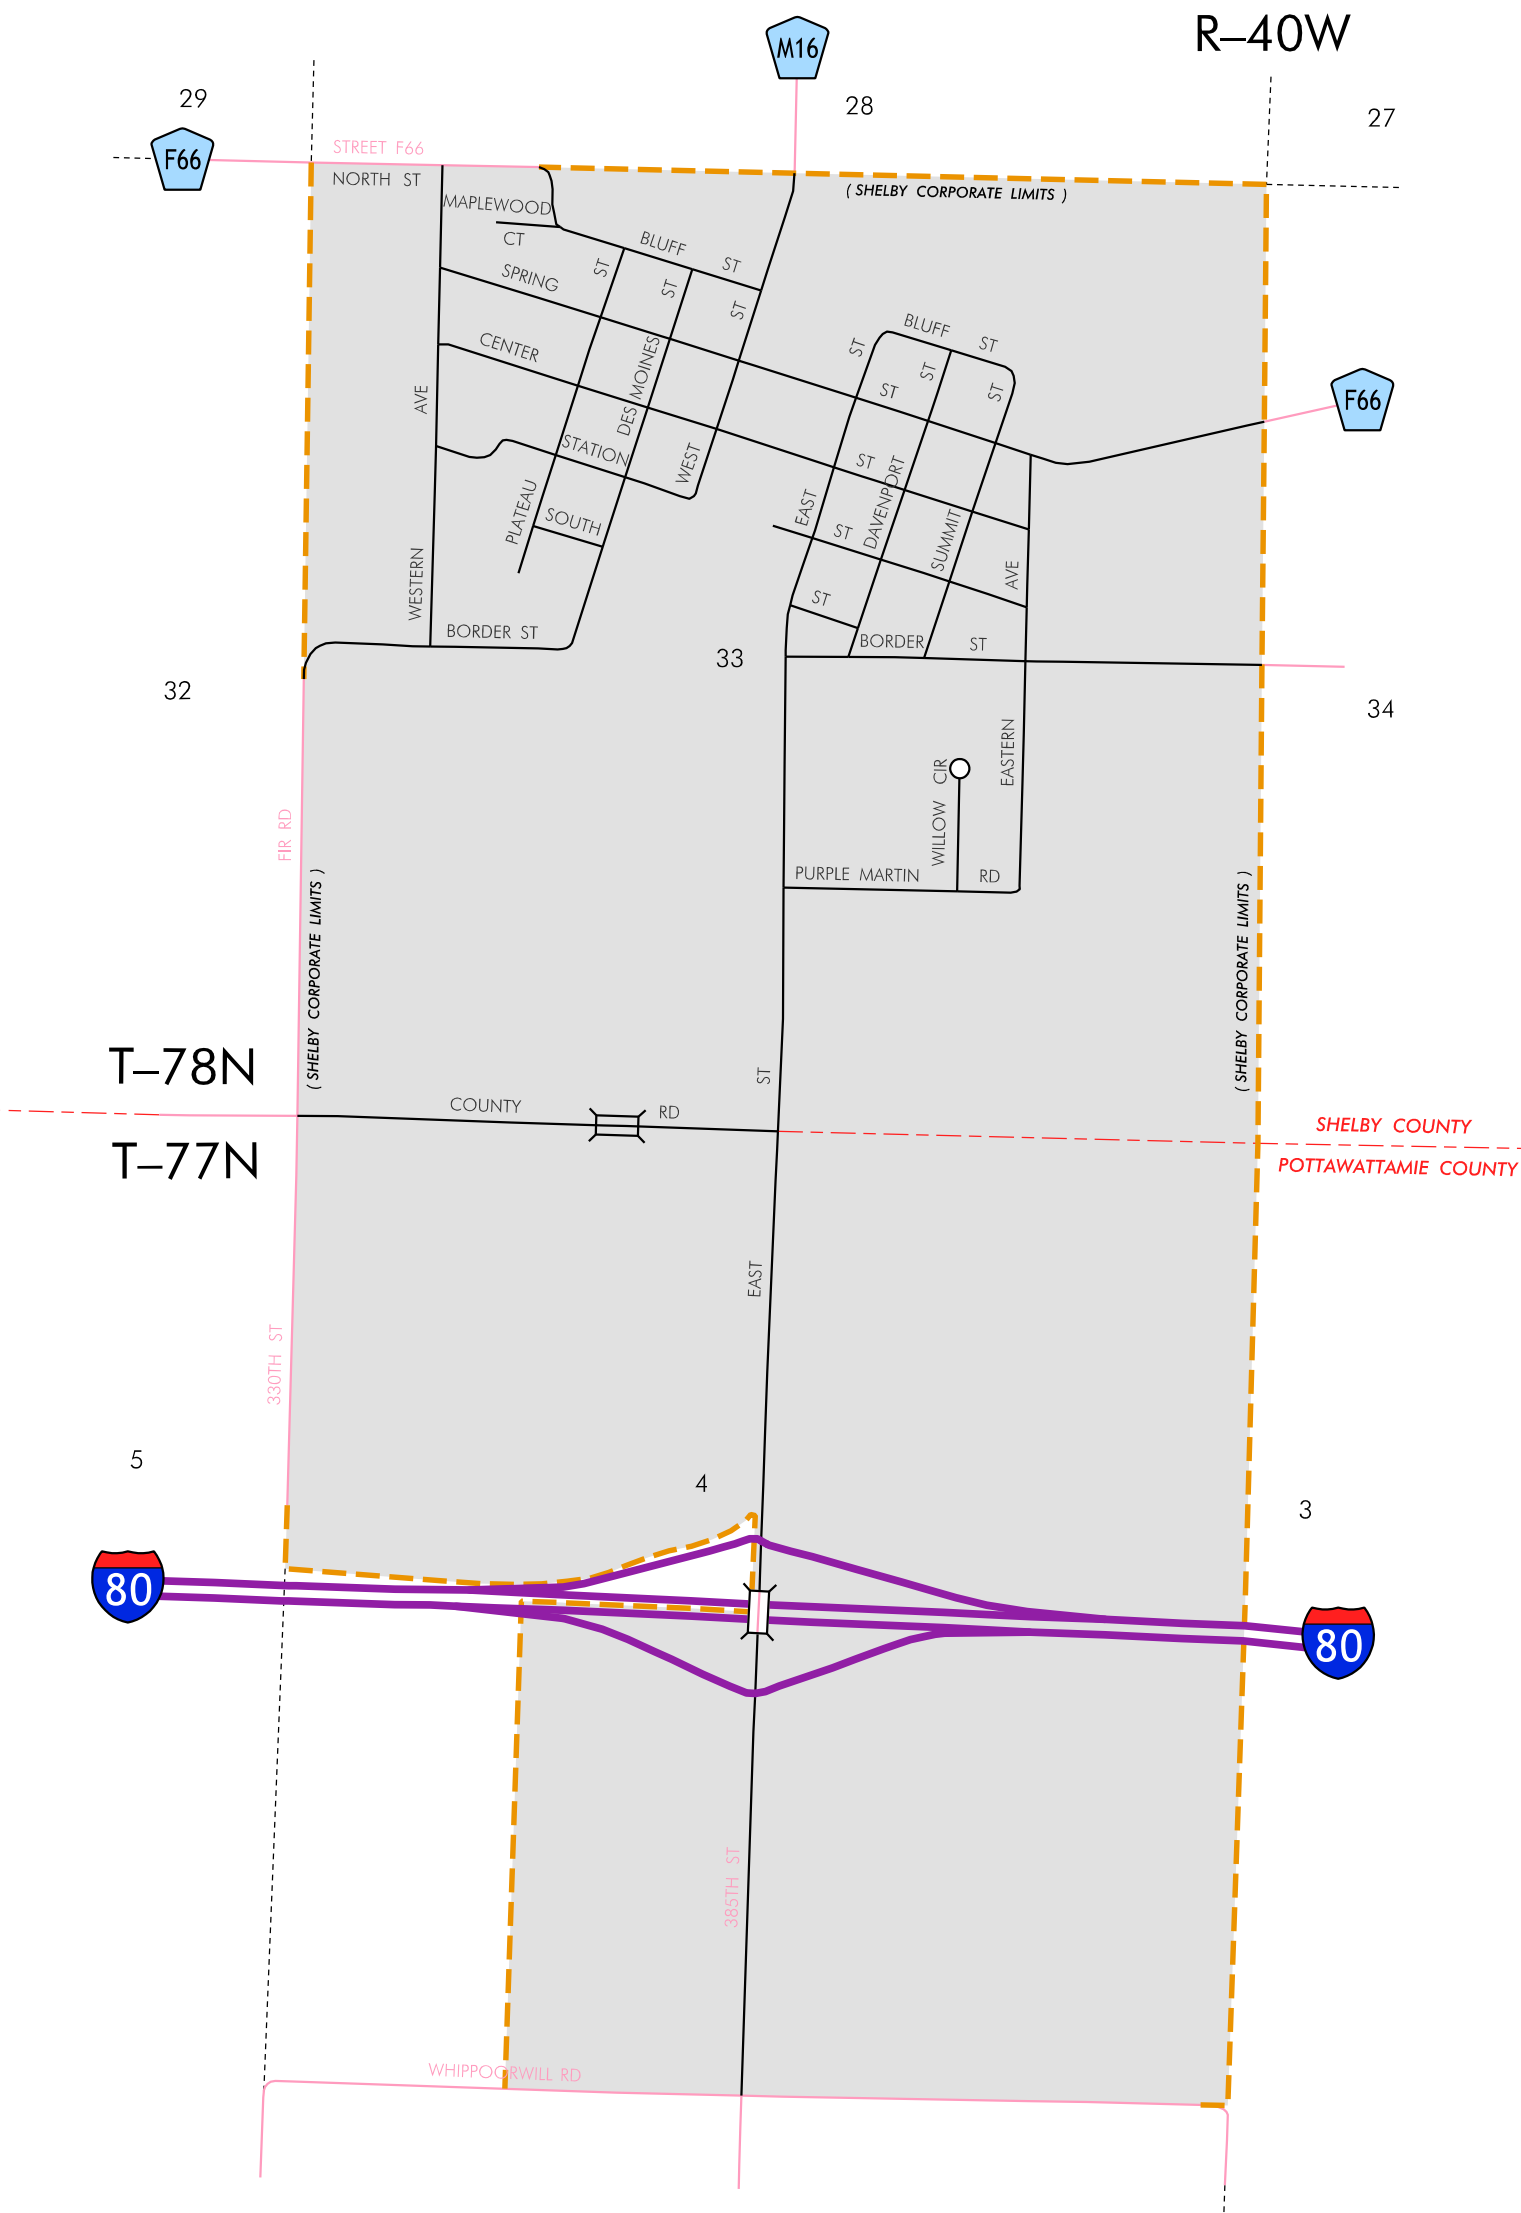 R–40W
M16
29
28
27
STREET F66
F66
NORTH ST
( SHELBY CORPORATE LIMITS )
MAPLEWOOD
CT
BLUFF ST
SPRING
ST
ST
ST
CENTER
BLUFF ST
ST
ST
ST
ST
DES MOINES
F66
AVE
STATION
WEST
ST
PLATEAU
SOUTH
EAST
DAVENPORT
ST
SUMMIT
WESTERN
AVE
ST
BORDER ST
BORDER ST
33
32
34
EASTERN
WILLOW CIR
FIR RD
PURPLE MARTIN RD
( SHELBY CORPORATE LIMITS )
( SHELBY CORPORATE LIMITS )
T–78N
ST
COUNTY RD
SHELBY COUNTY
T–77N
POTTAWATTAMIE COUNTY
EAST
330TH ST
5
4
3
80
80
385TH ST
WHIPPOORWILL RD